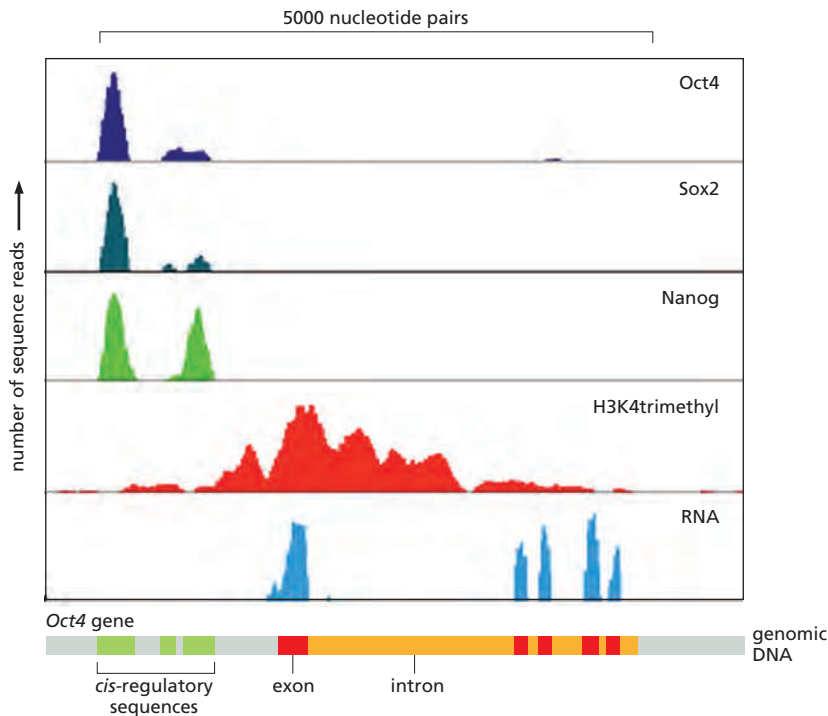 5000 nucleotide pairs
Oct4
Sox2
number of sequence reads
Nanog
H3K4trimethyl
RNA
Oct4 gene
genomic
DNA
cis-regulatory
sequences
exon
intron